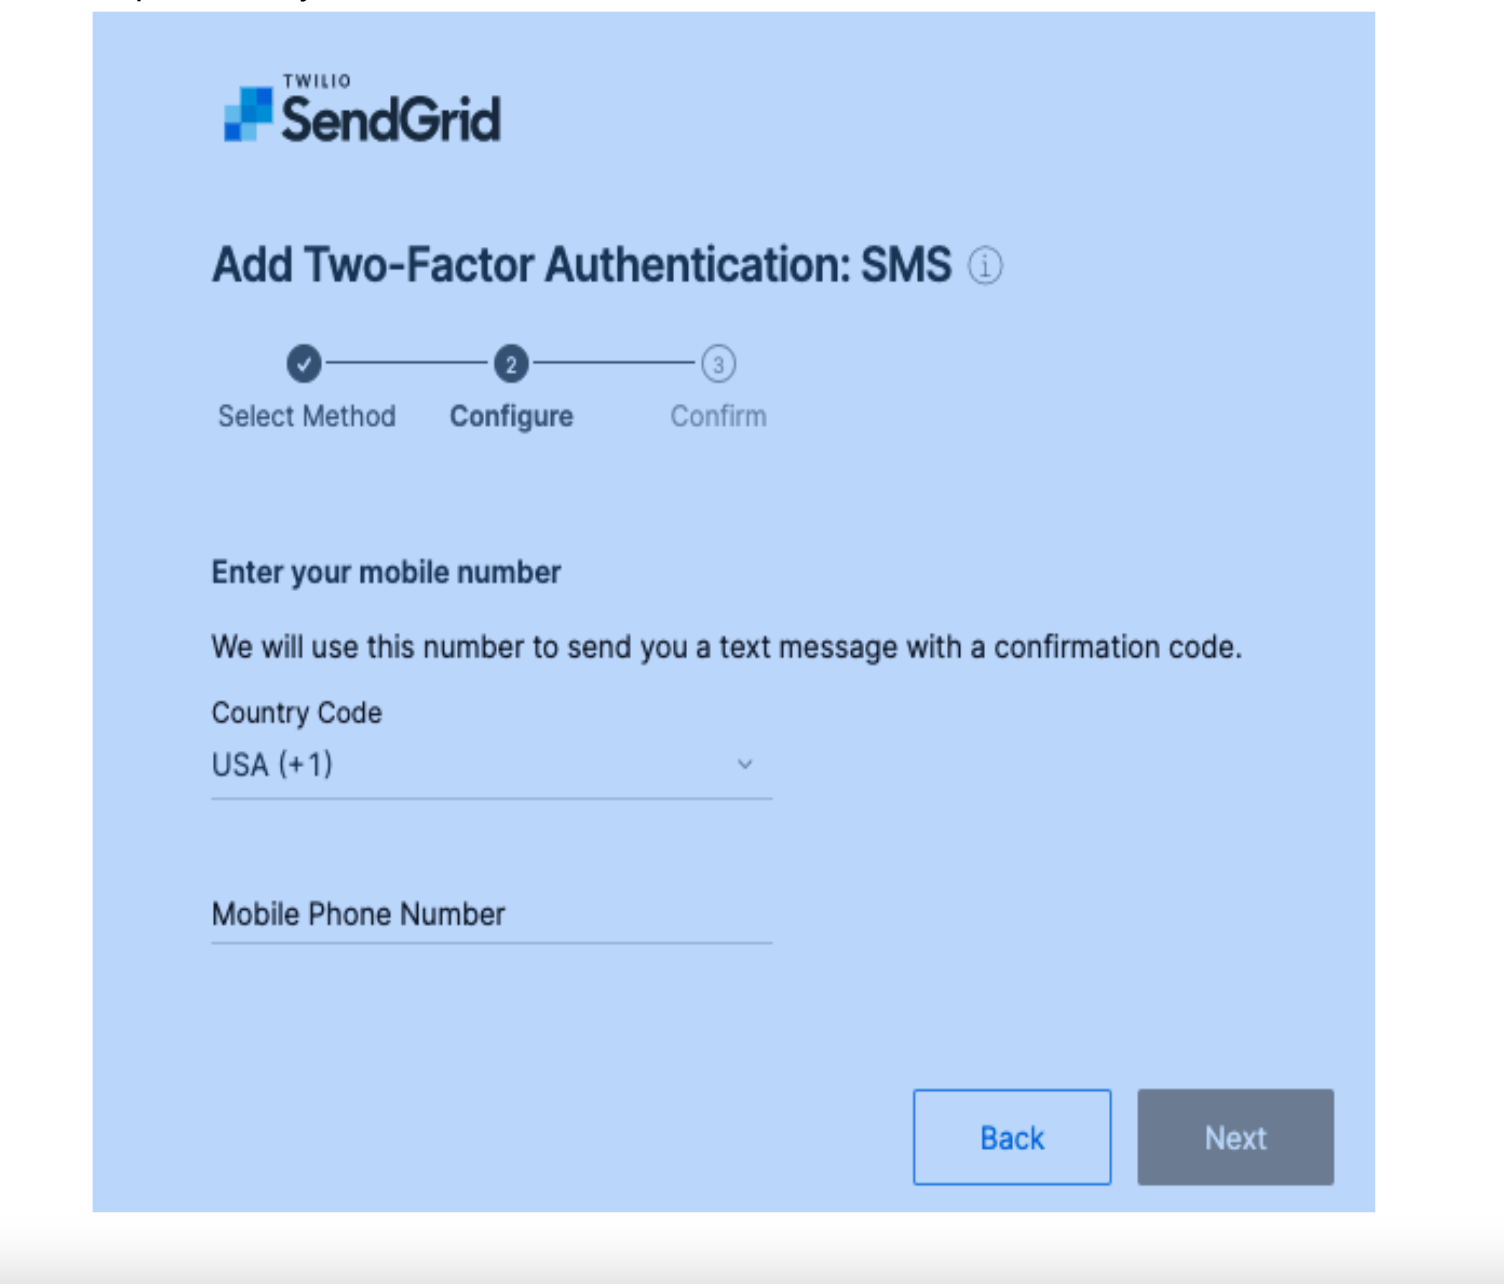 TWILIO
SendGrid
Add Two-Factor Authentication: SMS
2
3
Select Method
Configure
Confirm
Enter your mobile number
We will use this number to send you a text message with a confirmation code.
Country Code
USA (+1)
Mobile Phone Number
Back
Next